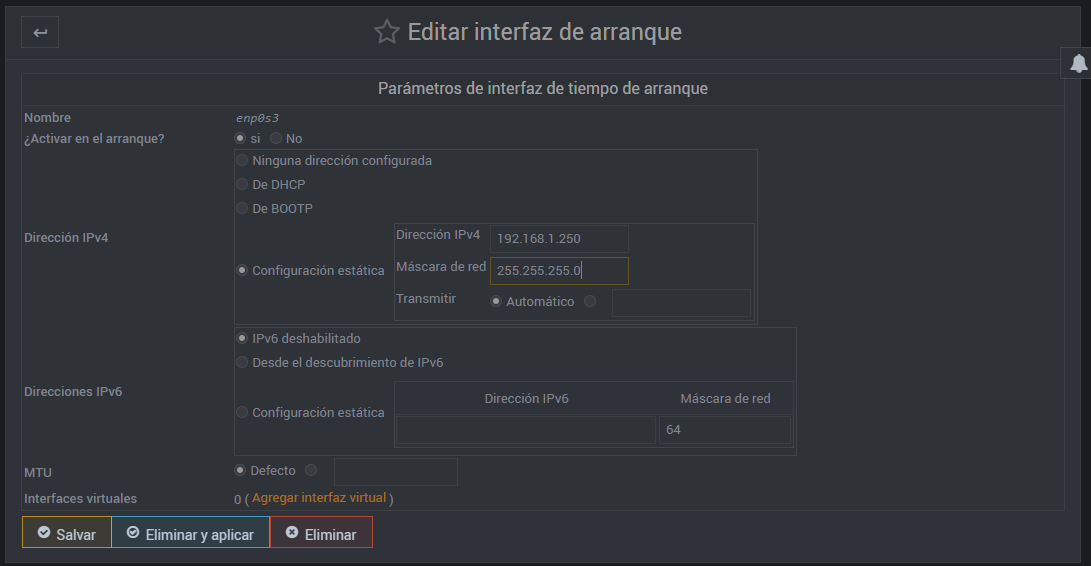 Editar interfaz de arranque
Parámetros de interfaz de tiempo de arranque
Nombre enp0s3
¿Activar en el arranque? si No
Ninguna dirección configurada
De DHCP
De BOOTP
Dirección IPv4
Configuración estática
Dirección IPv4 192.168.1.250
Máscara de red 255.255.255.0
Transmitir Automático
IPv6 deshabilitado
Desde el descubrimiento de IPv6
Direcciones IPv6
Configuración estática
Dirección IPv6 Máscara de red
64
MTU Defecto
Interfaces virtuales 0 ( Agregar interfaz virtual )
Salvar Eliminar y aplicar Eliminar